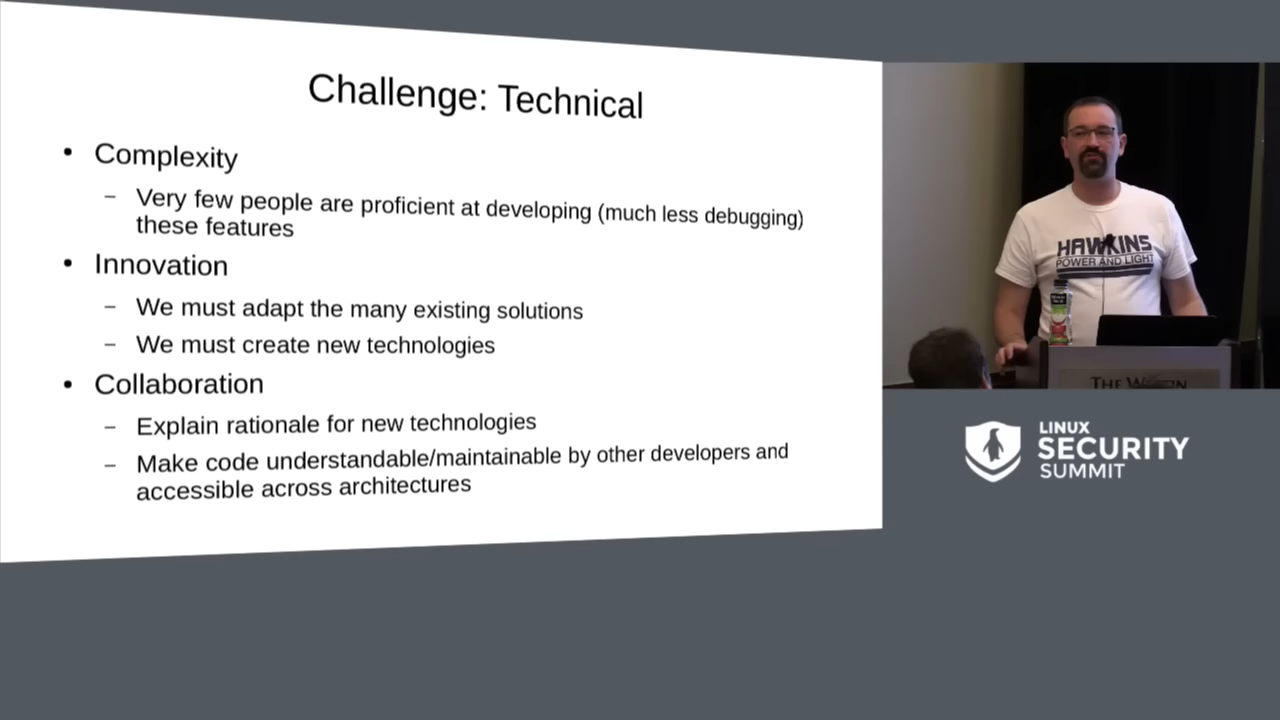 Challenge: Technical
• Complexity
– Very few people are proficient at developing (much less debugging)
these features
• Innovation
– We must adapt the many existing solutions
– We must create new technologies
• Collaboration
– Explain rationale for new technologies
– Make code understandable/maintainable by other developers and
accessible across architectures
HAWKINS
POWER AND LIGHT
THE
LINUX
SECURITY
SUMMIT